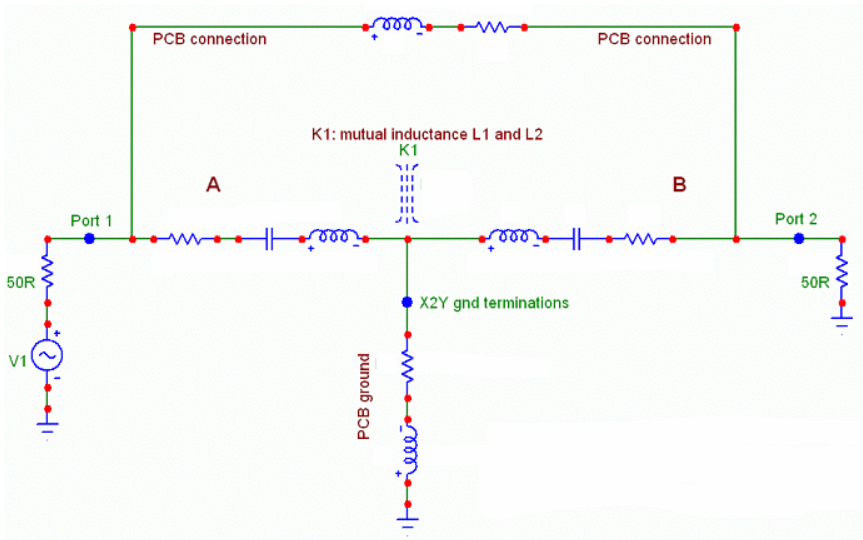 PCB connection
PCB connection
K1: mutual inductance L1 and L2
K1
A
B
Port 1
Port 2
50R
50R
X2Y gnd terminations
V1
PCB ground